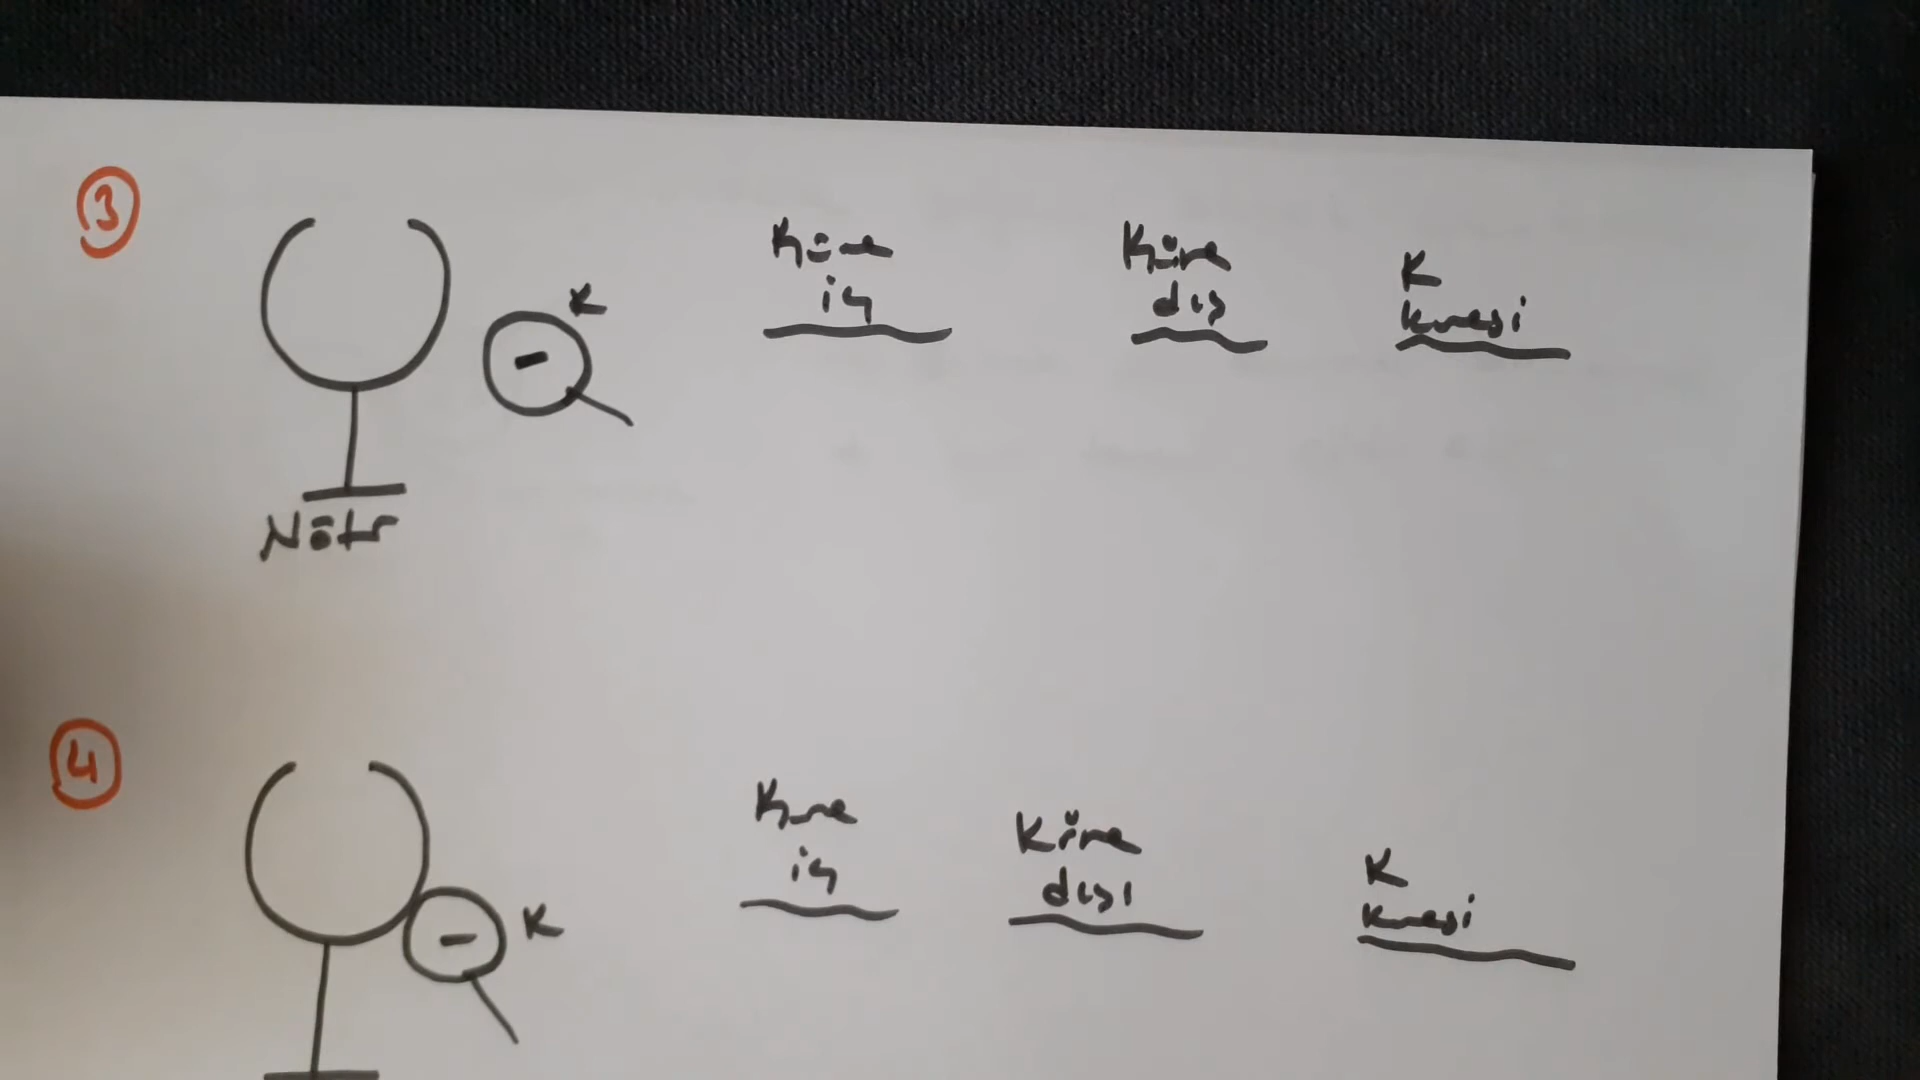 3
Küre
iç
Küre
dış
K
küresi
K
-
Nötr
4
Küre
iç
Küre
dışı
K
küresi
K
-